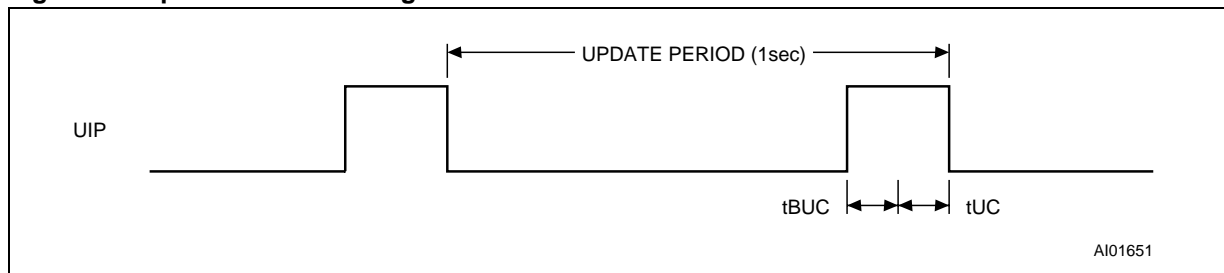 UPDATE PERIOD (1sec)
UIP
tBUC
tUC
AI01651